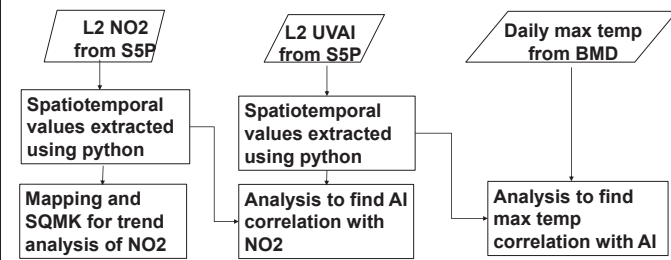 L2 NO2
from S5P
L2 UVAI
from S5P
Daily max temp
from BMD
Spatiotemporal
values extracted
using python
Spatiotemporal
values extracted
using python
Mapping and
SQMK for trend
analysis of NO2
Analysis to find AI
correlation with
NO2
Analysis to find
max temp
correlation with AI